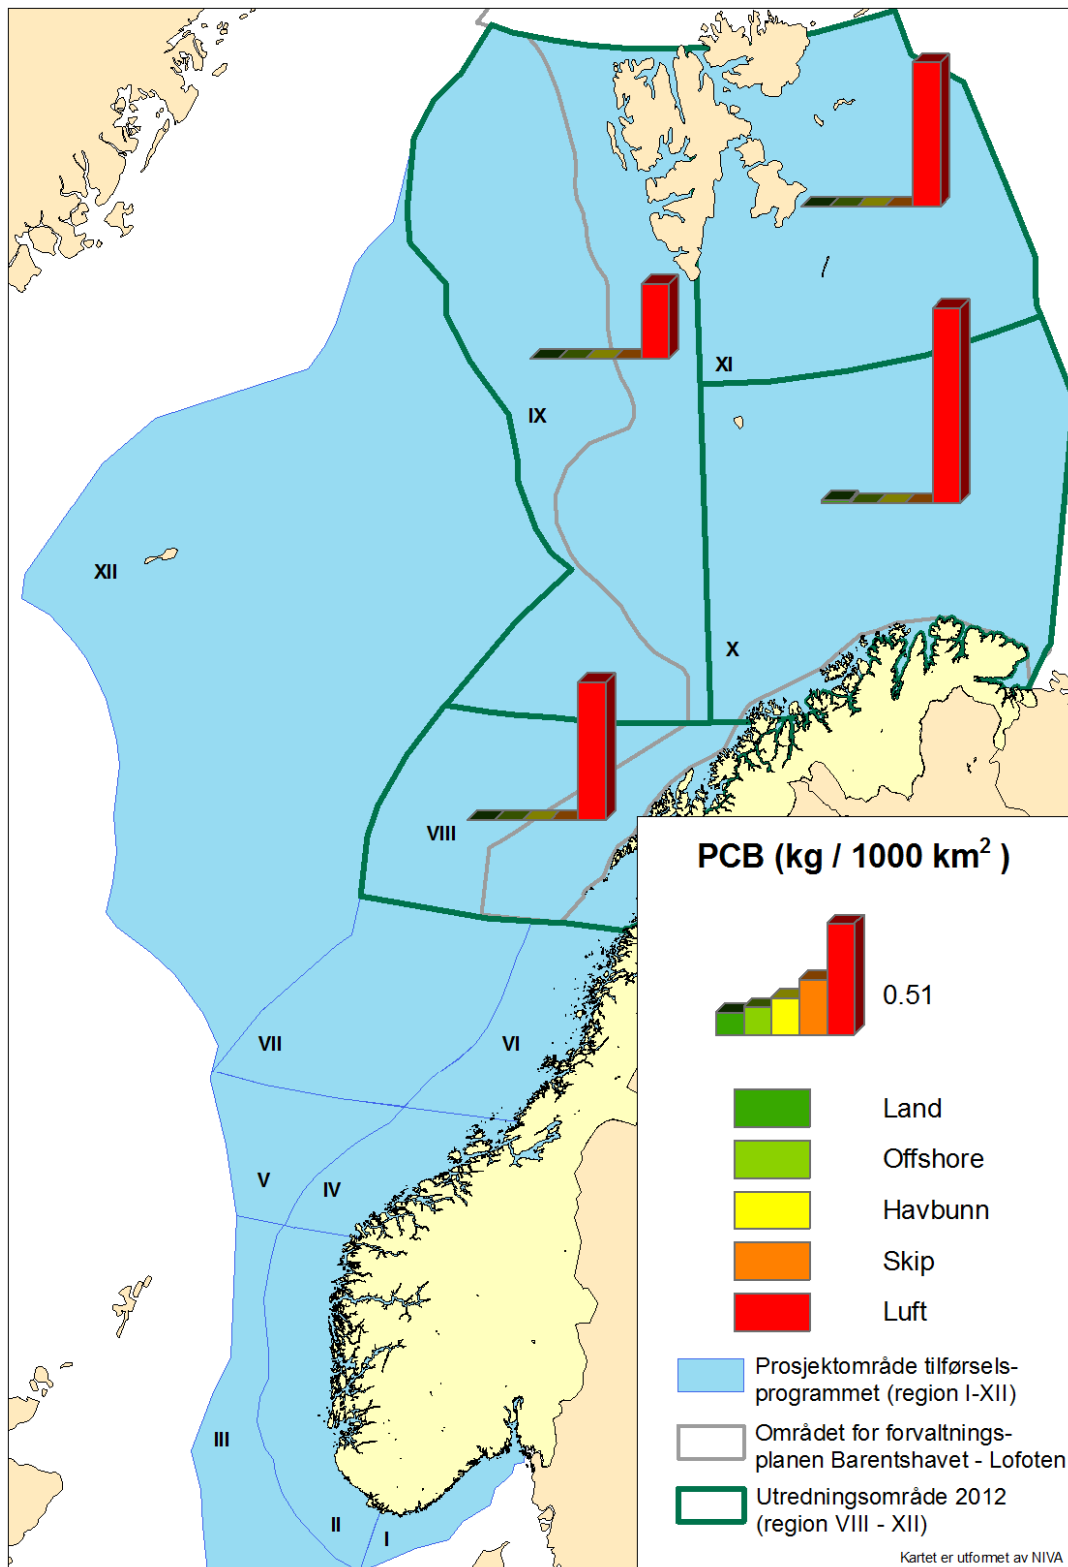 XI
IX
XII
X
VIII
PCB (kg / 1000 km²)
0.51
VII
VI
Land
Offshore
V
IV
Havbunn
Skip
Luft
Prosjektområde tilførsels-
programmet (region I-XII)
III
Området for forvaltnings-
planen Barentshavet - Lofoten
Utredningsområde 2012
(region VIII - XII)
II
I
Kartet er utformet av NIVA